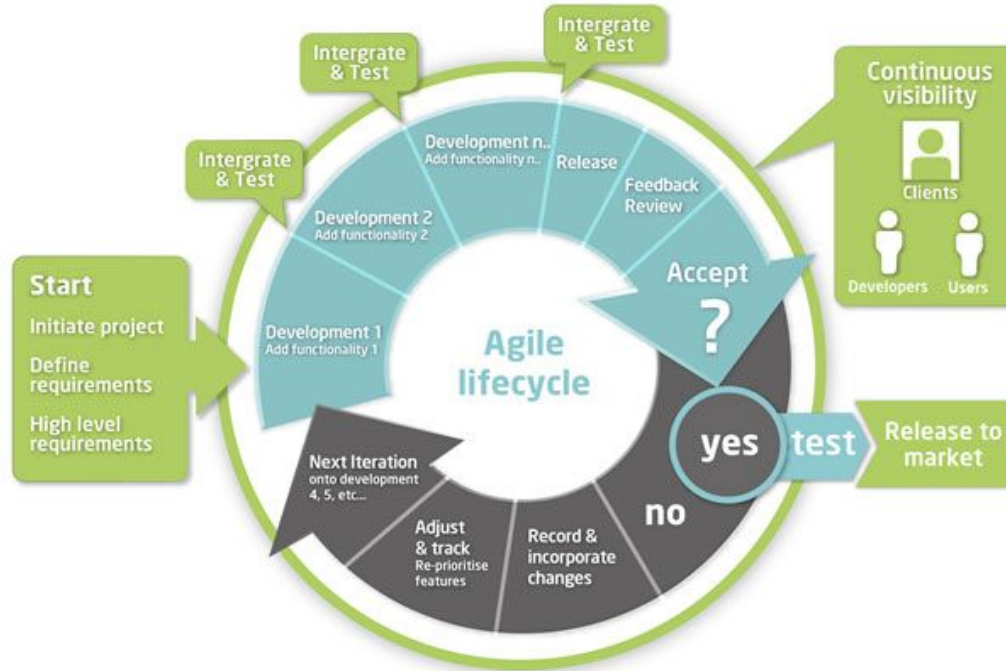 Start
Initiate project
Define
requirements
High level
requirements
Intergrate
& Test
Intergrate
& Test
Intergrate
& Test
Continuous
visibility
Clients
Developers
Users
Development 1
Add functionality 1
Development 2
Add functionality 2
Development n..
Add functionality n..
Release
Feedback
Review
Accept
?
Agile
lifecycle
yes
test
Release to
market
no
Record &
incorporate
changes
Adjust
& track
Re-prioritise
features
Next Iteration
onto development
4, 5, etc...